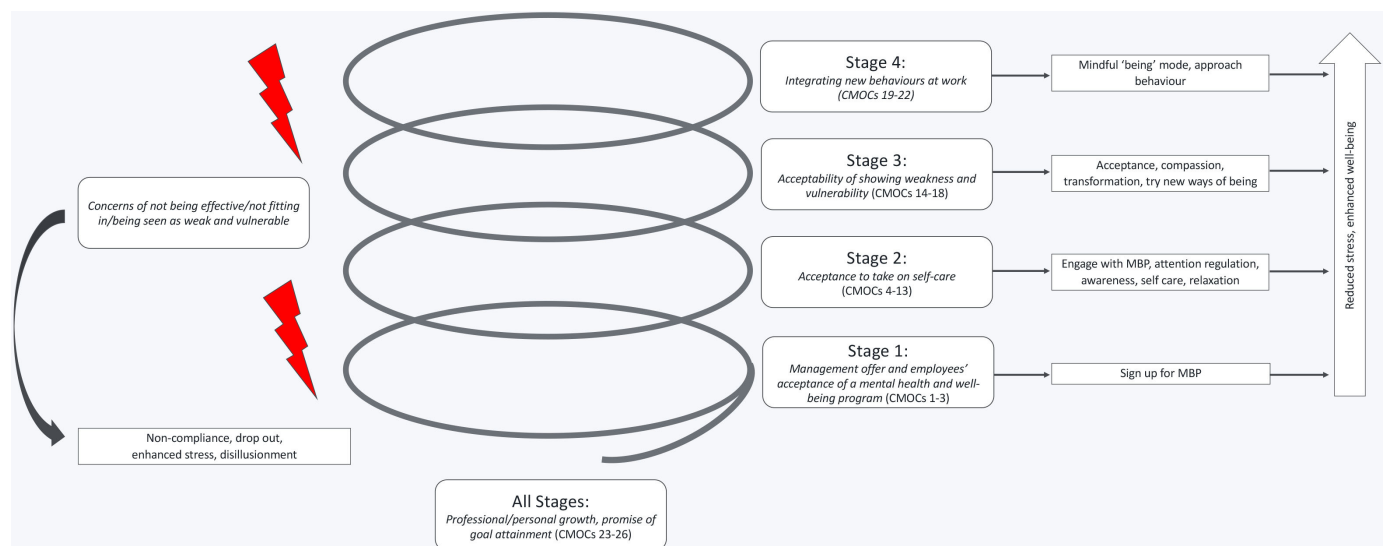 Stage 4:
Integrating new behaviours at work
(CMOCs 19-22)
Mindful ‘being’ mode, approach
behaviour
Stage 3:
Acceptability of showing weakness and
vulnerability (CMOCs 14-18)
Acceptance, compassion,
transformation, try new ways of being
Concerns of not being effective/not fitting
in/being seen as weak and vulnerable
Stage 2:
Acceptance to take on self-care
(CMOCs 4-13)
Engage with MBP, attention regulation,
awareness, self care, relaxation
Stage 1:
Management offer and employees’
acceptance of a mental health and well-
being program (CMOCs 1-3)
Sign up for MBP
Reduced stress, enhanced well-being
Non-compliance, drop out,
enhanced stress, disillusionment
All Stages:
Professional/personal growth, promise of
goal attainment (CMOCs 23-26)